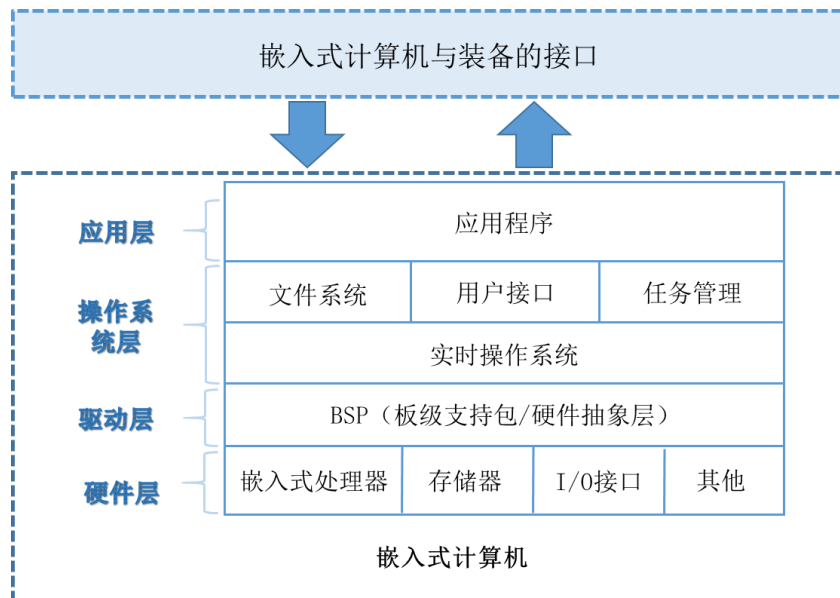 嵌入式计算机与装备的接口
应用层
应用程序
操作系
统层
文件系统
用户接口
任务管理
实时操作系统
驱动层
BSP（板级支持包/硬件抽象层）
硬件层
嵌入式处理器
存储器
I/O接口
其他
嵌入式计算机